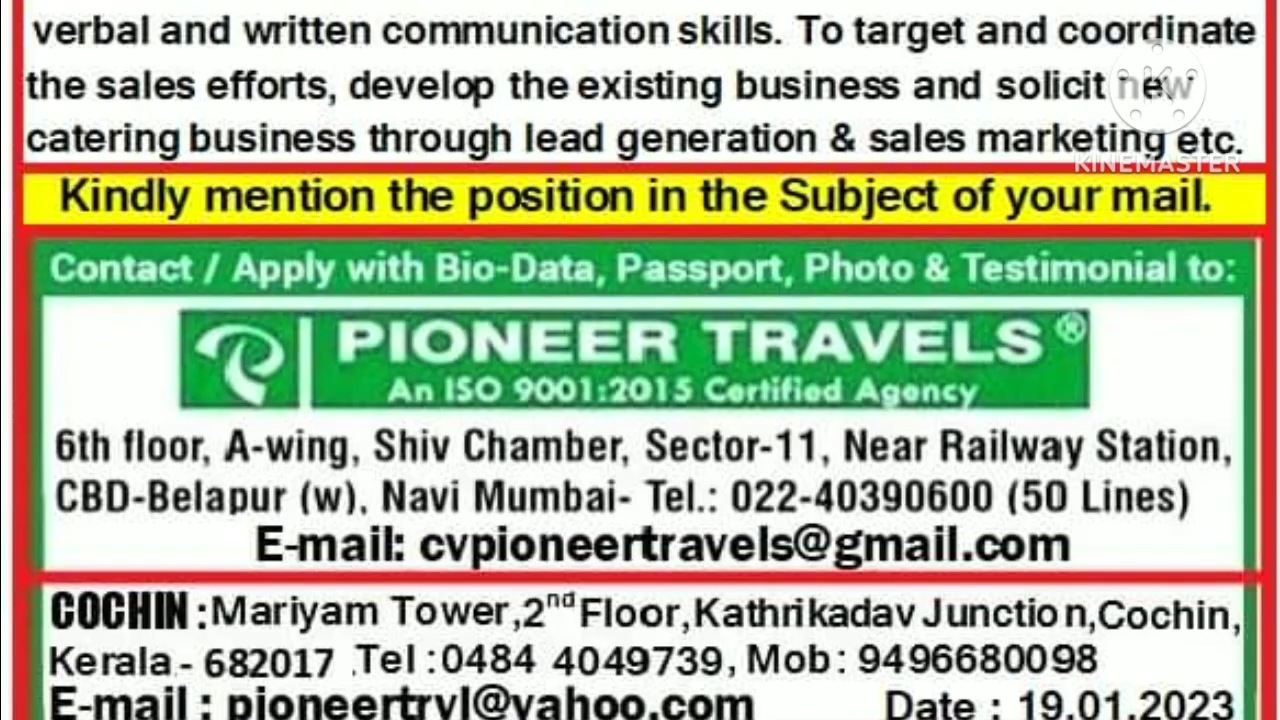 verbal and written communication skills. To target and coordinate
the sales efforts, develop the existing business and solicit new
catering business through lead generation & sales marketing etc.
KINEMASTER
Kindly mention the position in the Subject of your mail.
Contact / Apply with Bio-Data, Passport, Photo & Testimonial to:
PIONEER TRAVELS ®
An ISO 9001:2015 Certified Agency
6th floor, A-wing, Shiv Chamber, Sector-11, Near Railway Station,
CBD-Belapur (w), Navi Mumbai- Tel.: 022-40390600 (50 Lines)
E-mail: cvpioneertravels@gmail.com
COCHIN : Mariyam Tower, 2nd Floor, Kathrikadav Junction, Cochin,
Kerala - 682017 .Tel : 0484 4049739, Mob: 9496680098
E-mail : pioneertrvl@yahoo.com Date : 19.01.2023